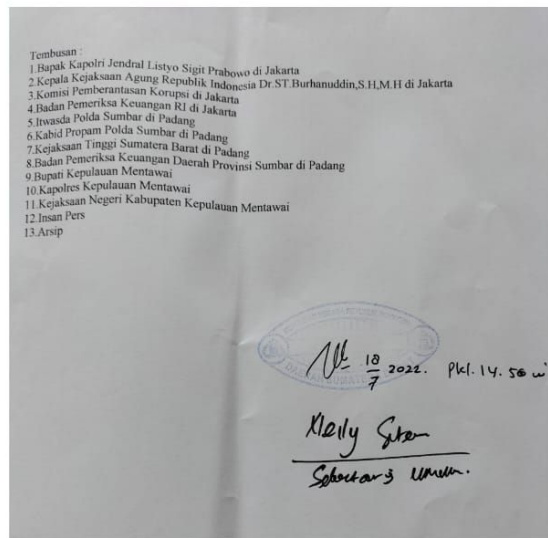 Tembusan :
1.Bapak Kapolri Jendral Listyo Sigit Prabowo di Jakarta
2.Kepala Kejaksaan Agung Republik Indonesia Dr.ST.Burhanuddin,S.H,M.H di Jakarta
3.Komisi Pemberantasan Korupsi di Jakarta
4.Badan Pemeriksa Keuangan RI di Jakarta
5.Itwasda Polda Sumbar di Padang
6.Kabid Propam Polda Sumbar di Padang
7.Kejaksaan Tinggi Sumatera Barat di Padang
8.Badan Pemeriksa Keuangan Daerah Provinsi Sumbar di Padang
9.Bupati Kepulauan Mentawai
10.Kapolres Kepulauan Mentawai
11.Kejaksaan Negeri Kabupaten Kepulauan Mentawai
12.Insan Pers
13.Arsip
18/7 2022. Pkl. 14.50
Umum.